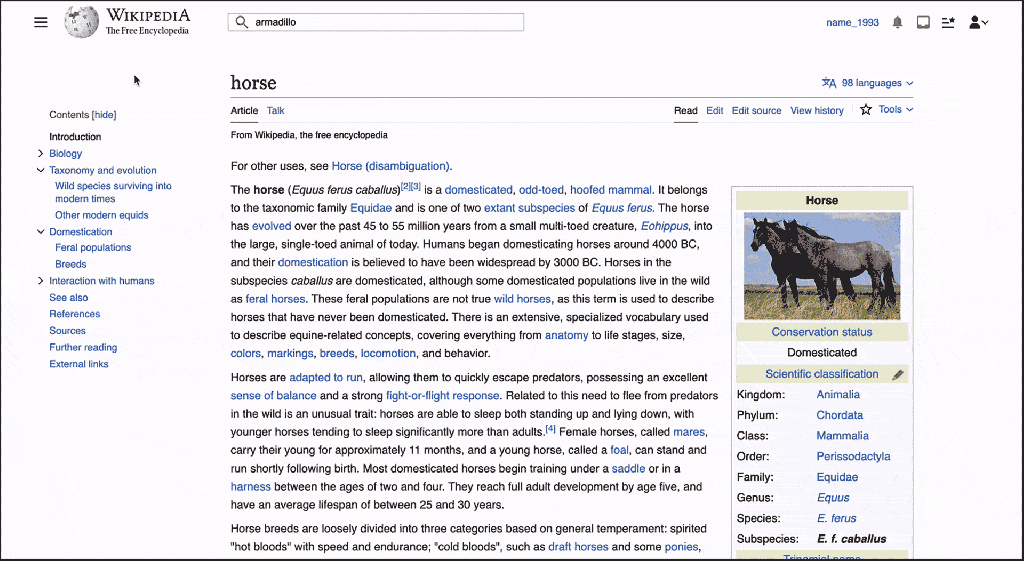 WIKIPEDIA
The Free Encyclopedia
armadillo
name_1993
horse
98 languages
Article Talk
Read Edit Edit source View history Tools
From Wikipedia, the free encyclopedia
Contents [hide]
Introduction
Biology
Taxonomy and evolution
Wild species surviving into
modern times
Other modern equids
Domestication
Feral populations
Breeds
Interaction with humans
See also
References
Sources
Further reading
External links
For other uses, see Horse (disambiguation).
The horse (Equus ferus caballus)[2][3] is a domesticated, odd-toed, hoofed mammal. It belongs
to the taxonomic family Equidae and is one of two extant subspecies of Equus ferus. The horse
has evolved over the past 45 to 55 million years from a small multi-toed creature, Eohippus, into
the large, single-toed animal of today. Humans began domesticating horses around 4000 BC,
and their domestication is believed to have been widespread by 3000 BC. Horses in the
subspecies caballus are domesticated, although some domesticated populations live in the wild
as feral horses. These feral populations are not true wild horses, as this term is used to describe
horses that have never been domesticated. There is an extensive, specialized vocabulary used
to describe equine-related concepts, covering everything from anatomy to life stages, size,
colors, markings, breeds, locomotion, and behavior.
Horses are adapted to run, allowing them to quickly escape predators, possessing an excellent
sense of balance and a strong fight-or-flight response. Related to this need to flee from predators
in the wild is an unusual trait: horses are able to sleep both standing up and lying down, with
younger horses tending to sleep significantly more than adults.[4] Female horses, called mares,
carry their young for approximately 11 months, and a young horse, called a foal, can stand and
run shortly following birth. Most domesticated horses begin training under a saddle or in a
harness between the ages of two and four. They reach full adult development by age five, and
have an average lifespan of between 25 and 30 years.
Horse breeds are loosely divided into three categories based on general temperament: spirited
"hot bloods" with speed and endurance; "cold bloods", such as draft horses and some ponies,
Horse
Conservation status
Domesticated
Scientific classification
Kingdom: Animalia
Phylum: Chordata
Class: Mammalia
Order: Perissodactyla
Family: Equidae
Genus: Equus
Species: E. ferus
Subspecies: E. f. caballus
Trinomial name